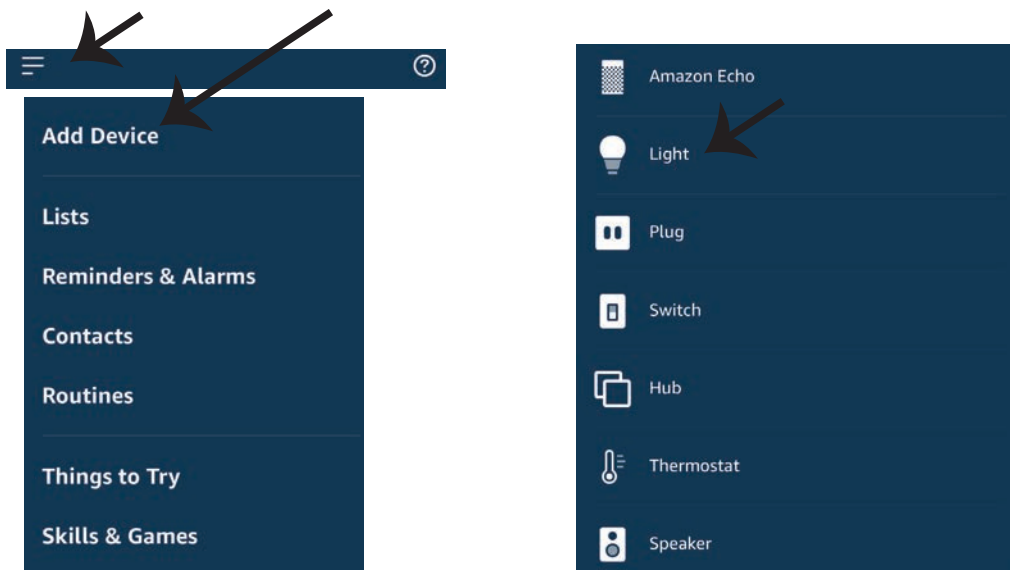 ?
Add Device
Lists
Reminders & Alarms
Contacts
Routines
Things to Try
Skills & Games
Amazon Echo
Light
Plug
Switch
Hub
Thermostat
Speaker